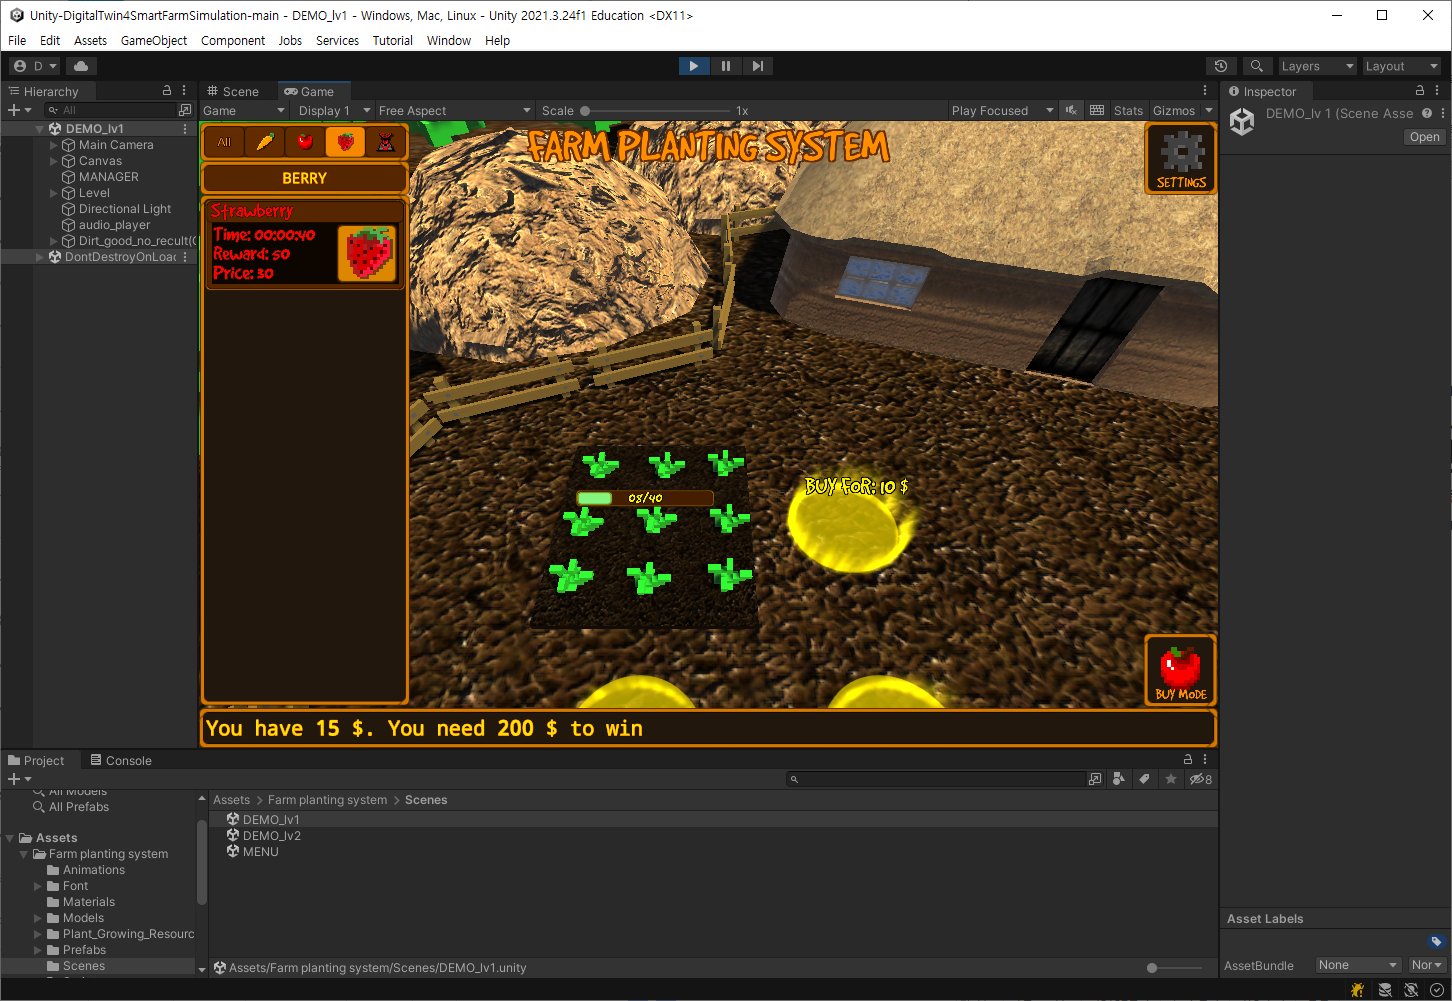 Unity-DigitalTwin4SmartFarmSimulation-main - DEMO_lv1 - Windows, Mac, Linux - Unity 2021.3.24f1 Education <DX11>
File Edit Assets GameObject Component Jobs Services Tutorial Window Help
D Layers Layout
Hierarchy Scene Game Inspector
All Game Display 1 Free Aspect Scale 1x Play Focused Stats Gizmos
DEMO_lv 1 (Scene Asse
Open
DEMO_lv1
Main Camera
Canvas
MANAGER
Level
Directional Light
audio_player
Dirt_good_no_recult(
DontDestroyOnLoad
All
FARM PLANTING SYSTEM
SETTINGS
BERRY
Strawberry
Time: 00:00:40
Reward: 50
Price: 30
BUY FOR: 10 $
08/40
BUY MODE
You have 15 $. You need 200 $ to win
Project Console
8
All Models
All Prefabs
Assets
Farm planting system
Animations
Font
Materials
Models
Plant_Growing_Resourc
Prefabs
Scenes
Assets > Farm planting system > Scenes
DEMO_lv1
DEMO_lv2
MENU
Assets/Farm planting system/Scenes/DEMO_lv1.unity
Asset Labels
AssetBundle None Nor